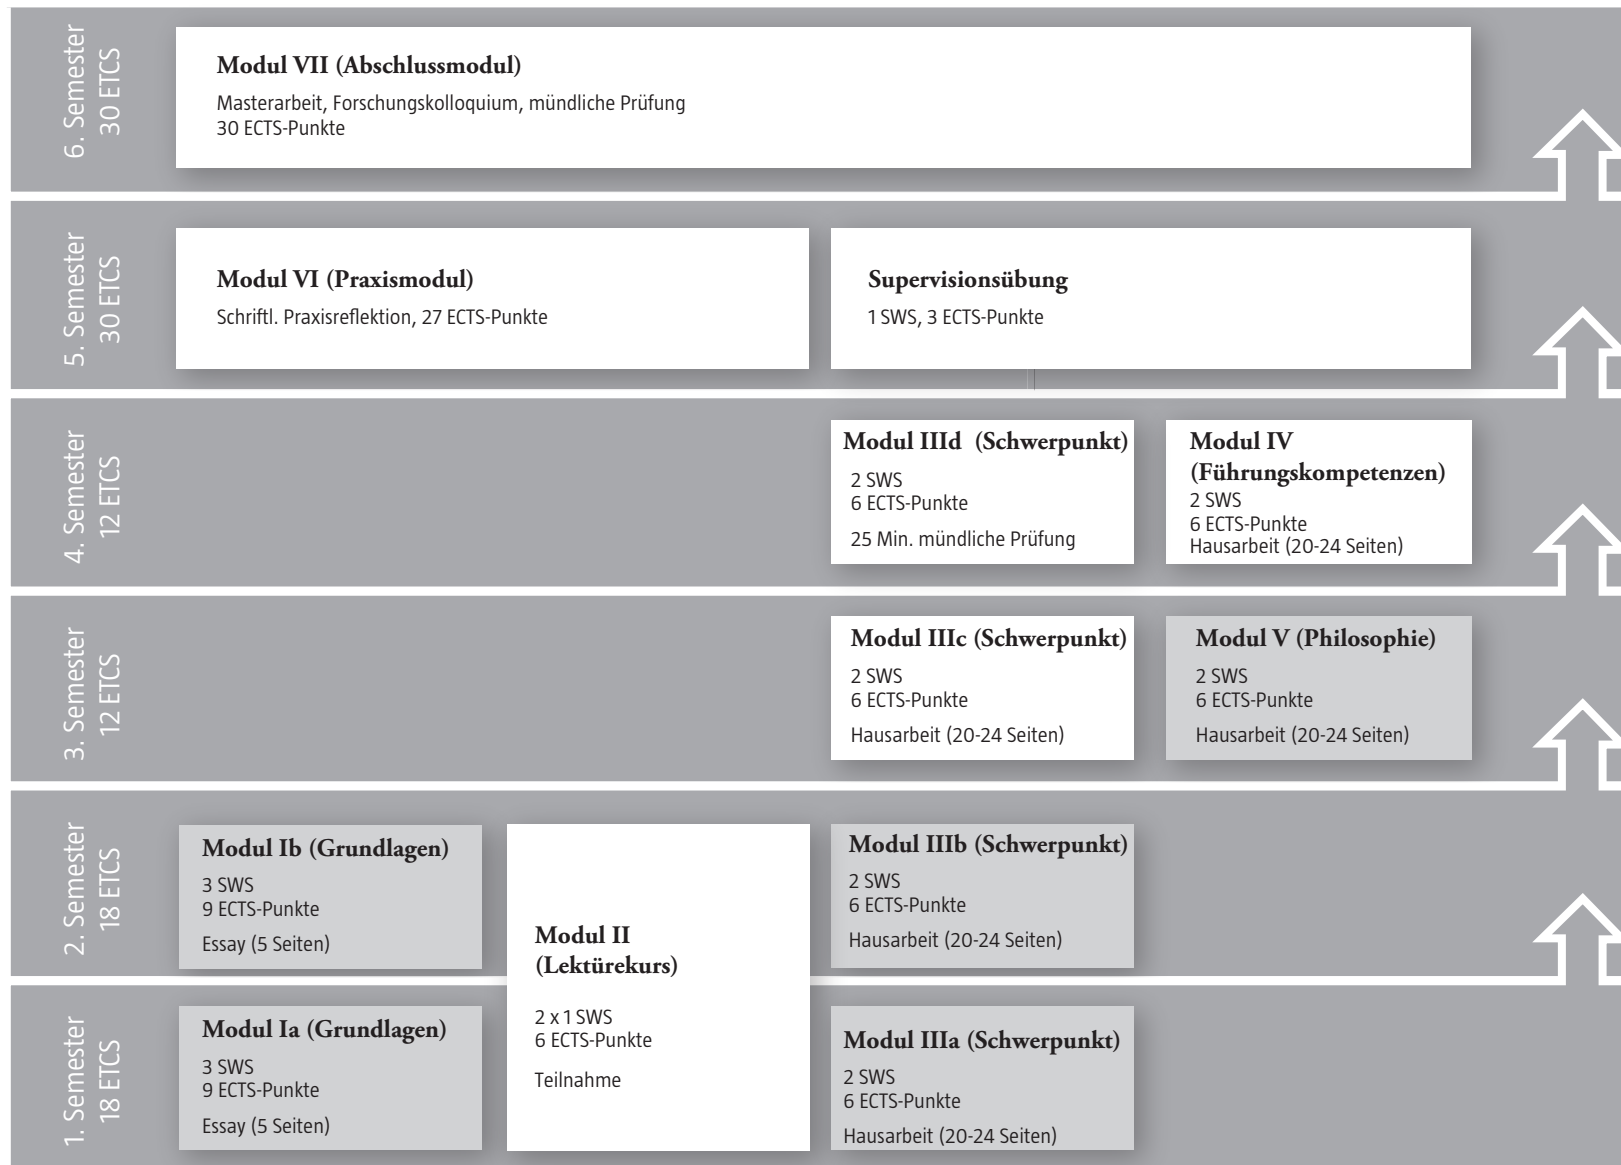 6. Semester
30 ETCS
Modul VII (Abschlussmodul)
Masterarbeit, Forschungskolloquium, mündliche Prüfung
30 ECTS-Punkte
5. Semester
30 ETCS
Modul VI (Praxismodul)
Schriftl. Praxisreflektion, 27 ECTS-Punkte
Supervisionsübung
1 SWS, 3 ECTS-Punkte
4. Semester
12 ETCS
Modul IIId (Schwerpunkt)
2 SWS
6 ECTS-Punkte
25 Min. mündliche Prüfung
Modul IV
(Führungskompetenzen)
2 SWS
6 ECTS-Punkte
Hausarbeit (20-24 Seiten)
3. Semester
12 ETCS
Modul IIIc (Schwerpunkt)
2 SWS
6 ECTS-Punkte
Hausarbeit (20-24 Seiten)
Modul V (Philosophie)
2 SWS
6 ECTS-Punkte
Hausarbeit (20-24 Seiten)
2. Semester
18 ETCS
Modul Ib (Grundlagen)
3 SWS
9 ECTS-Punkte
Essay (5 Seiten)
Modul II
(Lektürekurs)
2 x 1 SWS
6 ECTS-Punkte
Teilnahme
Modul IIIb (Schwerpunkt)
2 SWS
6 ECTS-Punkte
Hausarbeit (20-24 Seiten)
1. Semester
18 ETCS
Modul Ia (Grundlagen)
3 SWS
9 ECTS-Punkte
Essay (5 Seiten)
Modul IIIa (Schwerpunkt)
2 SWS
6 ECTS-Punkte
Hausarbeit (20-24 Seiten)